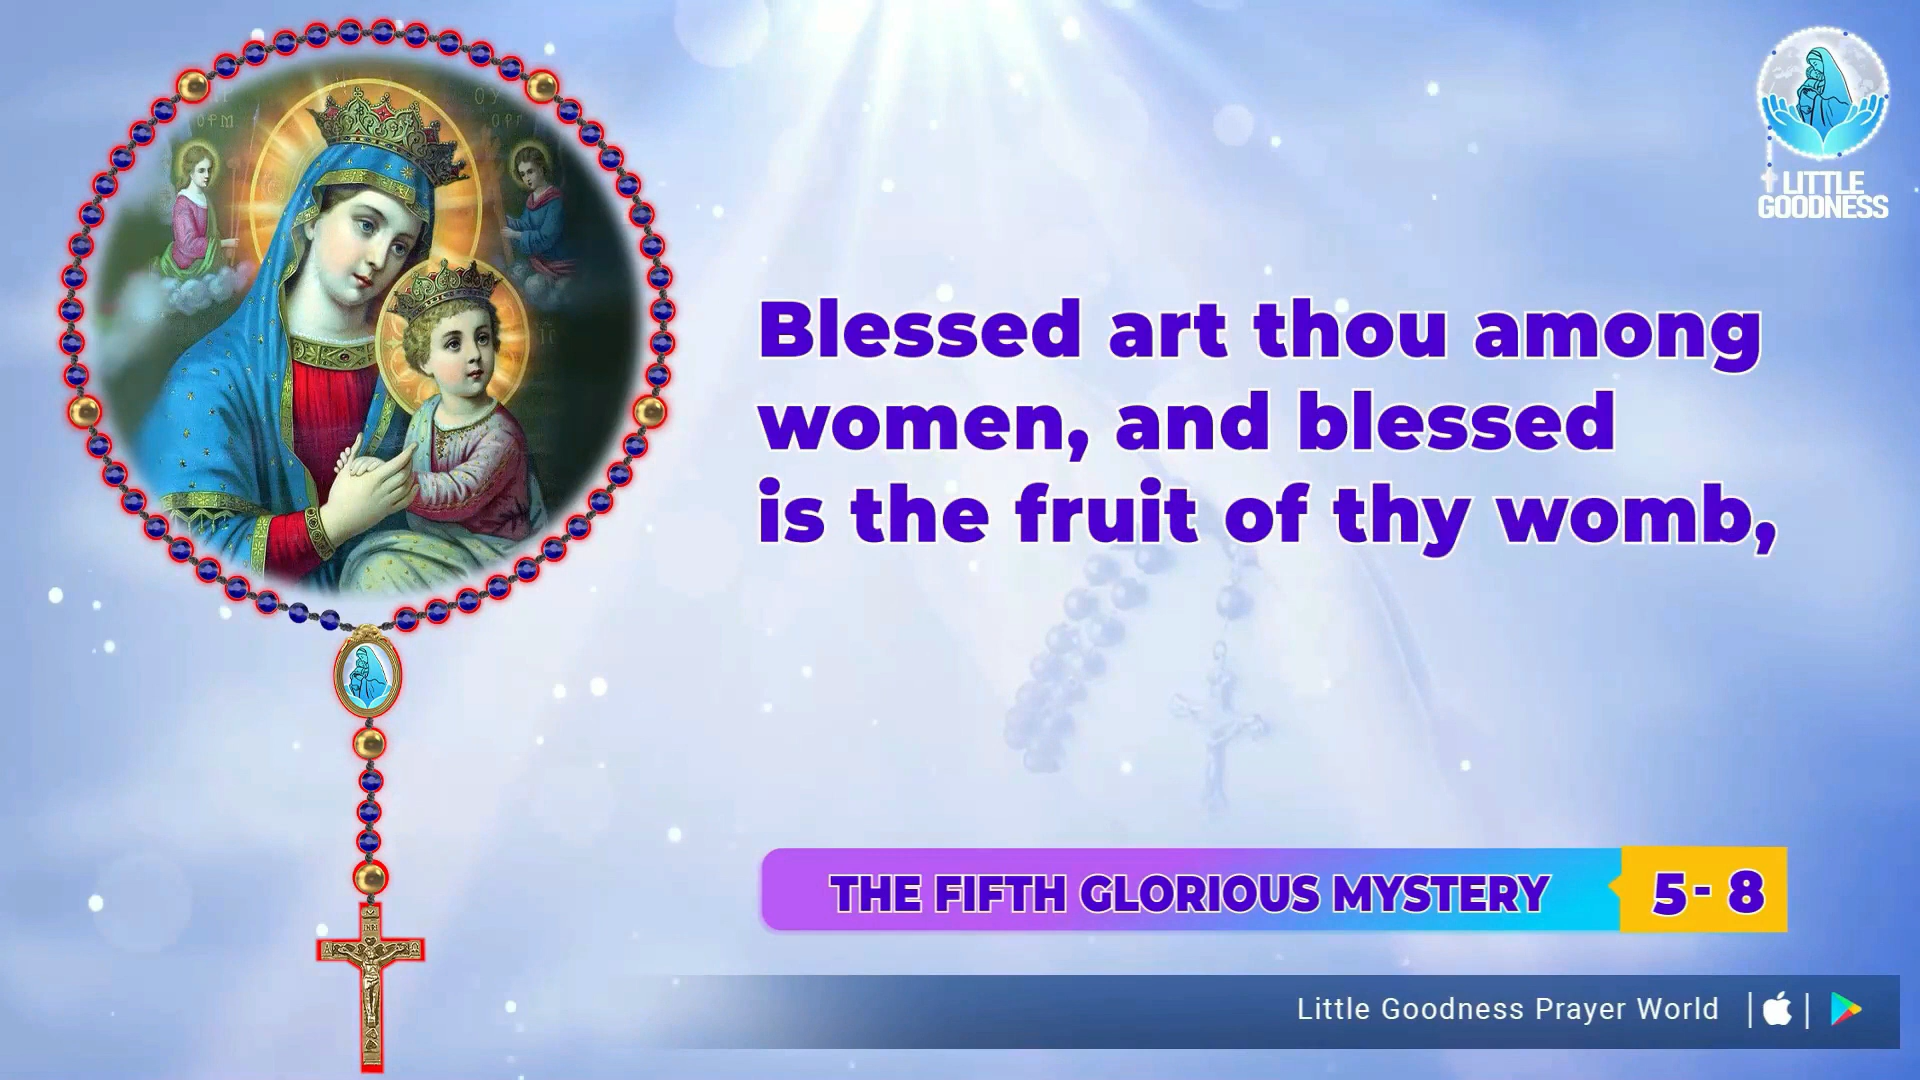 LITTLE
GOODNESS
Blessed art thou among
women, and blessed
is the fruit of thy womb,
THE FIFTH GLORIOUS MYSTERY
5 - 8
Little Goodness Prayer World
INRI